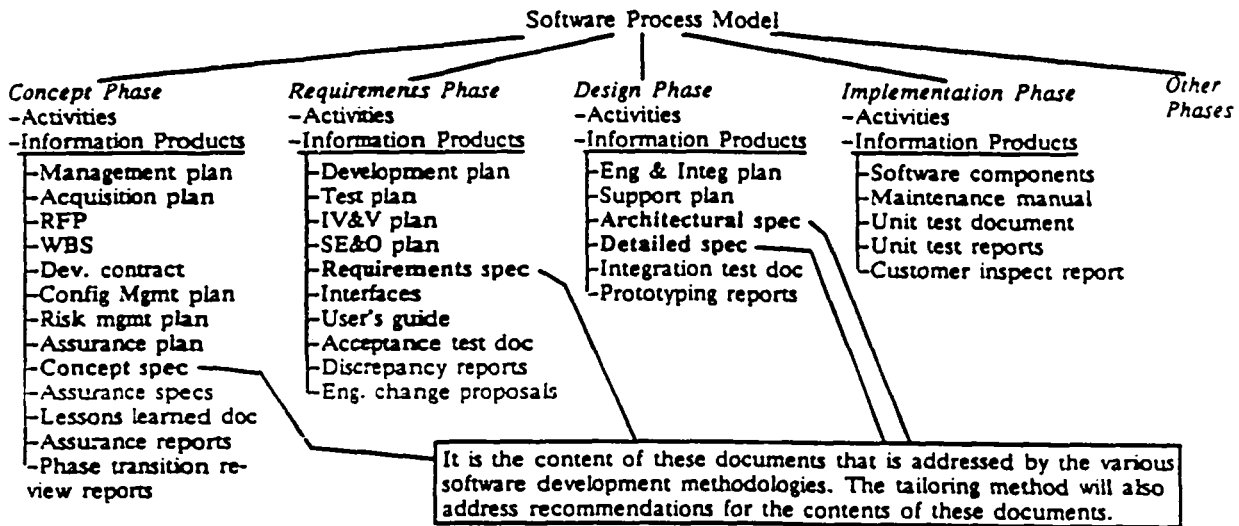 Software Process Model
Concept Phase
-Activities
-Information Products
-Management plan
-Acquisition plan
-RFP
-WBS
-Dev. contract
-Config Mgmt plan
-Risk mgmt plan
-Assurance plan
-Concept spec
-Assurance specs
-Lessons learned doc
-Assurance reports
-Phase transition re-
view reports
Requirements Phase
-Activities
-Information Products
-Development plan
-Test plan
-IV&V plan
-SE&O plan
-Requirements spec
-Interfaces
-User's guide
-Acceptance test doc
-Discrepancy reports
-Eng. change proposals
Design Phase
-Activities
-Information Products
-Eng & Integ plan
-Support plan
-Architectural spec
-Detailed spec
-Integration test doc
-Prototyping reports
Implementation Phase
-Activities
-Information Products
-Software components
-Maintenance manual
-Unit test document
-Unit test reports
-Customer inspect report
Other
Phases
It is the content of these documents that is addressed by the various
software development methodologies. The tailoring method will also
address recommendations for the contents of these documents.